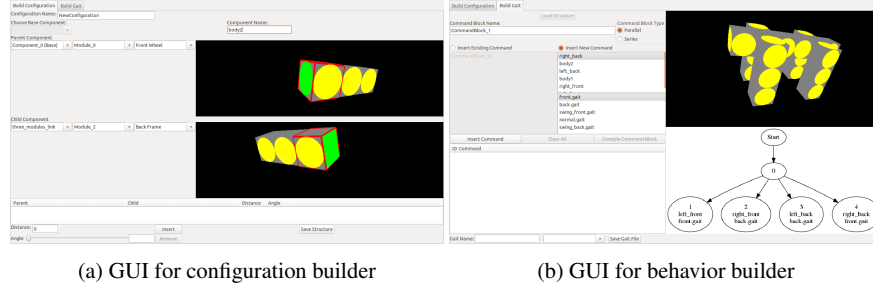 Build Configuration Build Gait
Configuration Name: NewConfiguration
Choose Base Component: Component Name:
body2
Parent Component
Component_0 (Base) Module_0 Front Wheel
Child Component
three_modules_link Module_2 Back Frame
Parent Child Distance Angle
Distance: 0 Insert Save Structure
Angle: Remove
(a) GUI for configuration builder
Build Configuration Build Gait
Load Structure
Command Block Name: Command Block Type
CommandBlock_1 Parallel
Series
Insert Existing Command Insert New Command
CommandBlock_0 right_back
body2
left_back
body1
right_front
front.gait
back.gait
swing_front.gait
normal.gait
swing_back.gait
Insert Command Clear All Compile Command Block
ID Command
Gait Name: Save Gait File
Start
0
1 2 3 4
left_front right_front left_back right_back
front.gait back.gait back.gait front.gait
(b) GUI for behavior builder